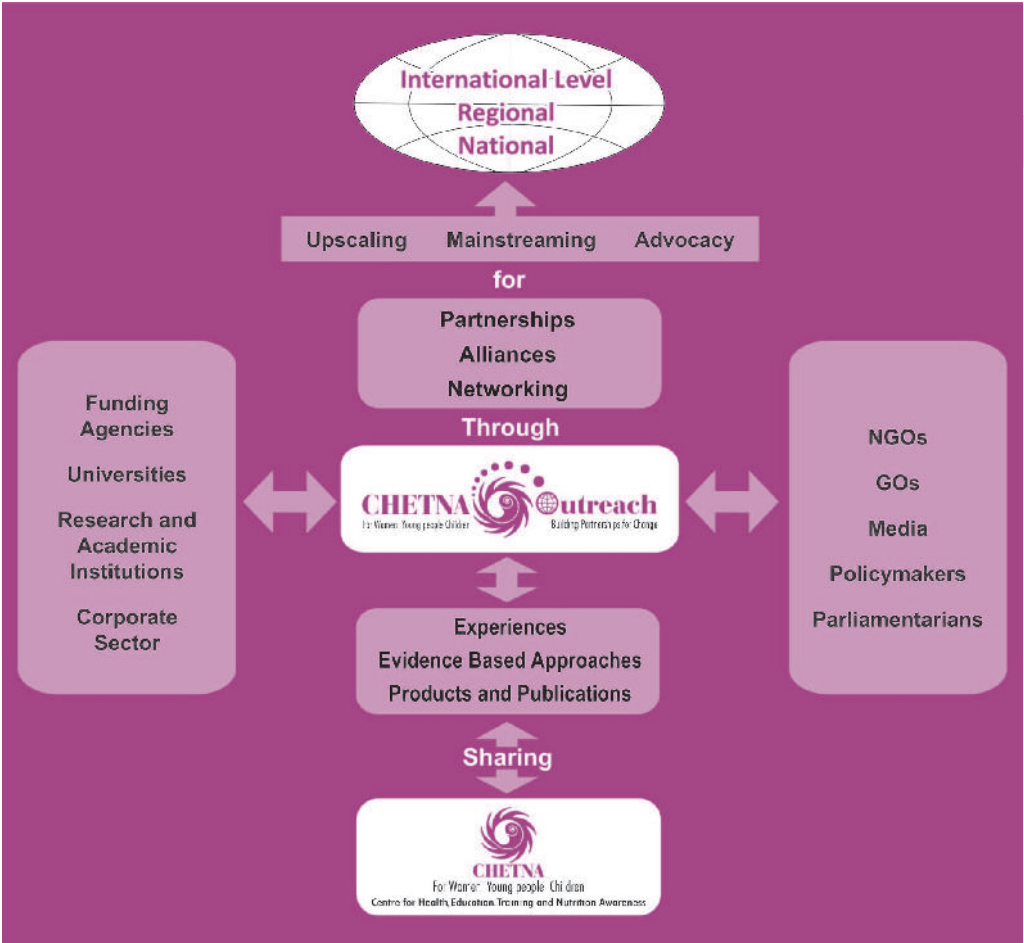 International Level
Regional
National
Upscaling Mainstreaming Advocacy
for
Partnerships
Alliances
Networking
Through
Funding
Agencies
Universities
Research and
Academic
Institutions
Corporate
Sector
CHETNA Outreach
For Women Young people Children Building Partnerships for Change
NGOs
GOs
Media
Policymakers
Parliamentarians
Experiences
Evidence Based Approaches
Products and Publications
Sharing
CHETNA
For Women Young people Children
Centre for Health, Education, Training and Nutrition Awareness